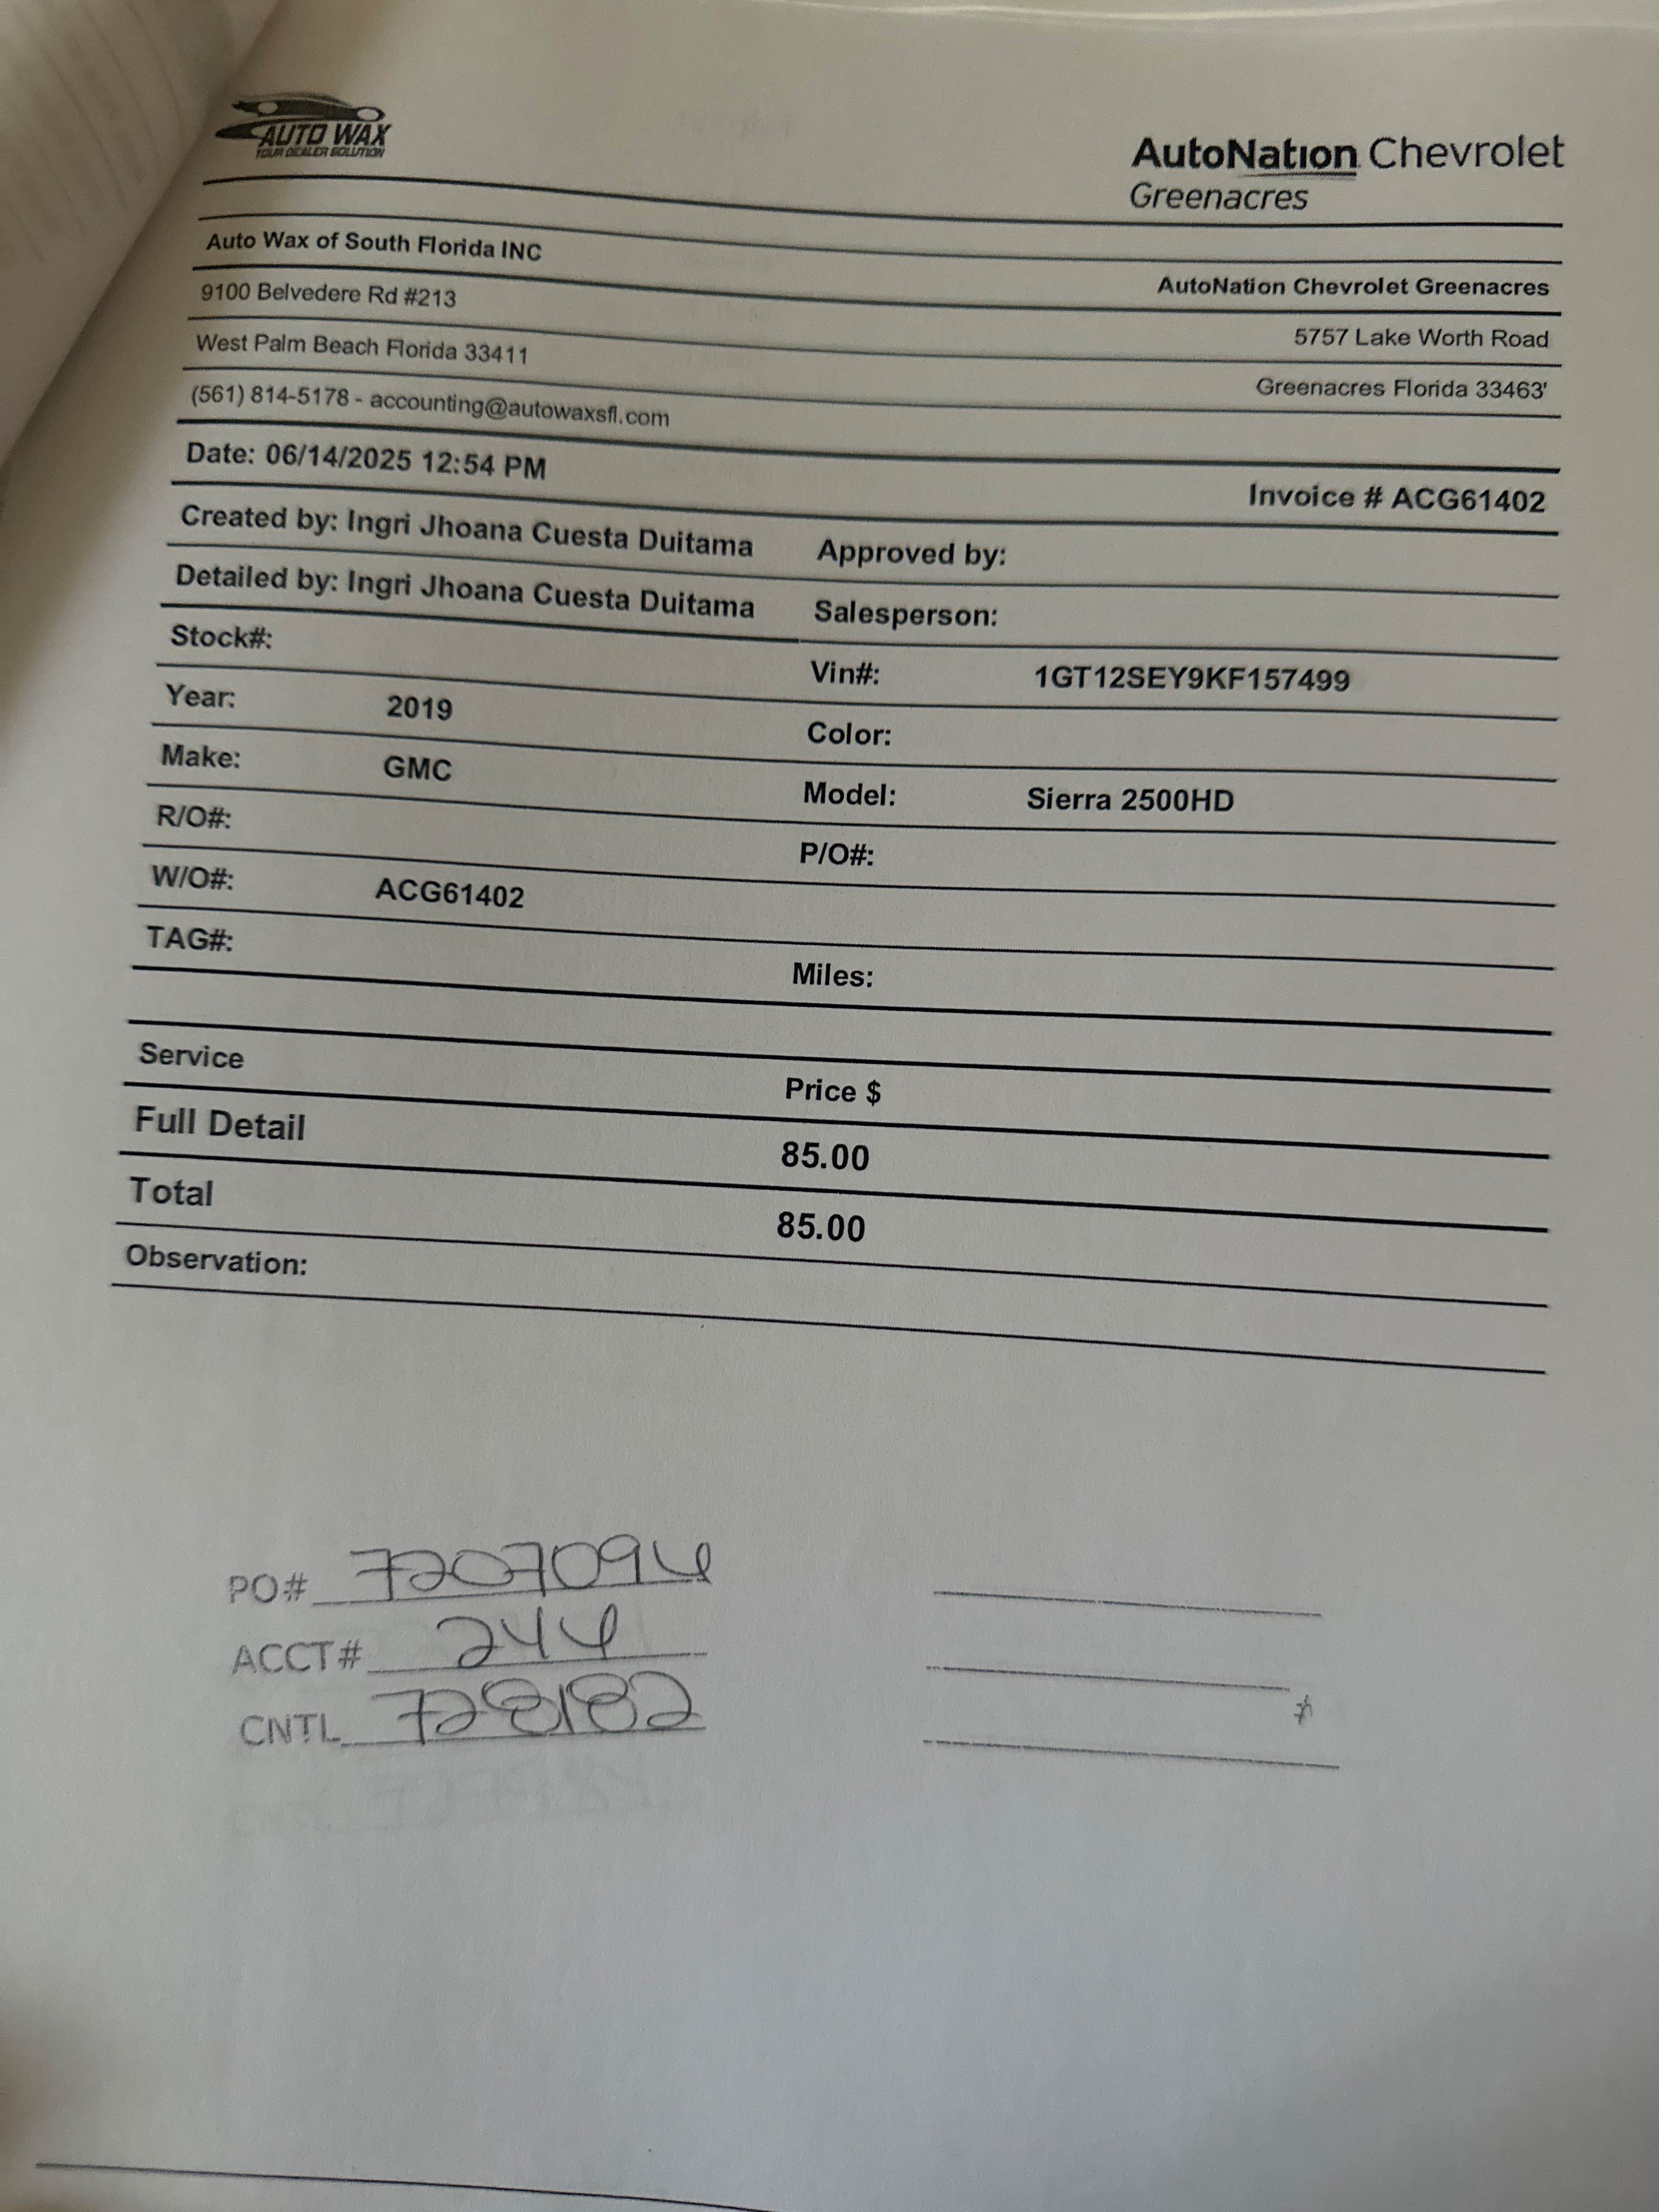 AUTO WAX
YOUR DEALER SOLUTION
AutoNation Chevrolet
Greenacres
Auto Wax of South Florida INC
AutoNation Chevrolet Greenacres
9100 Belvedere Rd #213
5757 Lake Worth Road
West Palm Beach Florida 33411
Greenacres Florida 33463'
(561) 814-5178 - accounting@autowaxsfl.com
Date: 06/14/2025 12:54 PM
Invoice # ACG61402
Created by: Ingri Jhoana Cuesta Duitama Approved by:
Detailed by: Ingri Jhoana Cuesta Duitama Salesperson:
Stock#: Vin#: 1GT12SEY9KF157499
Year: 2019 Color:
Make: GMC Model: Sierra 2500HD
R/O#: P/O#:
W/O#: ACG61402
TAG#: Miles:
Service Price $
Full Detail 85.00
Total 85.00
Observation:
PO# 7207094
ACCT# 244
CNTL 728182